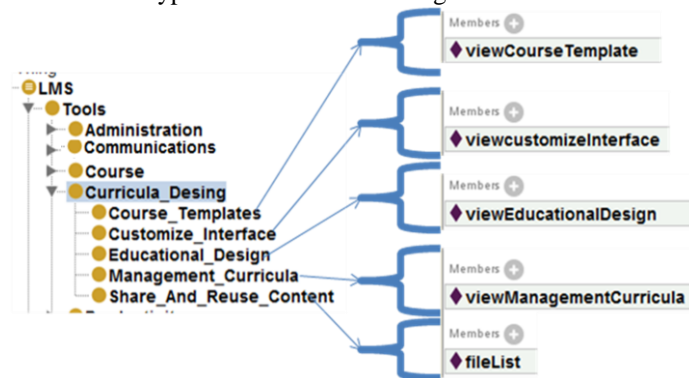 Members
viewCourseTemplate
LMS
Tools
Administration
Communications
Course
Curricula_Desing
Course_Templates
Customize_Interface
Educational_Design
Management_Curricula
Share_And_Reuse_Content
Members
viewcustomizeInterface
Members
viewEducationalDesign
Members
viewManagementCurricula
Members
fileList